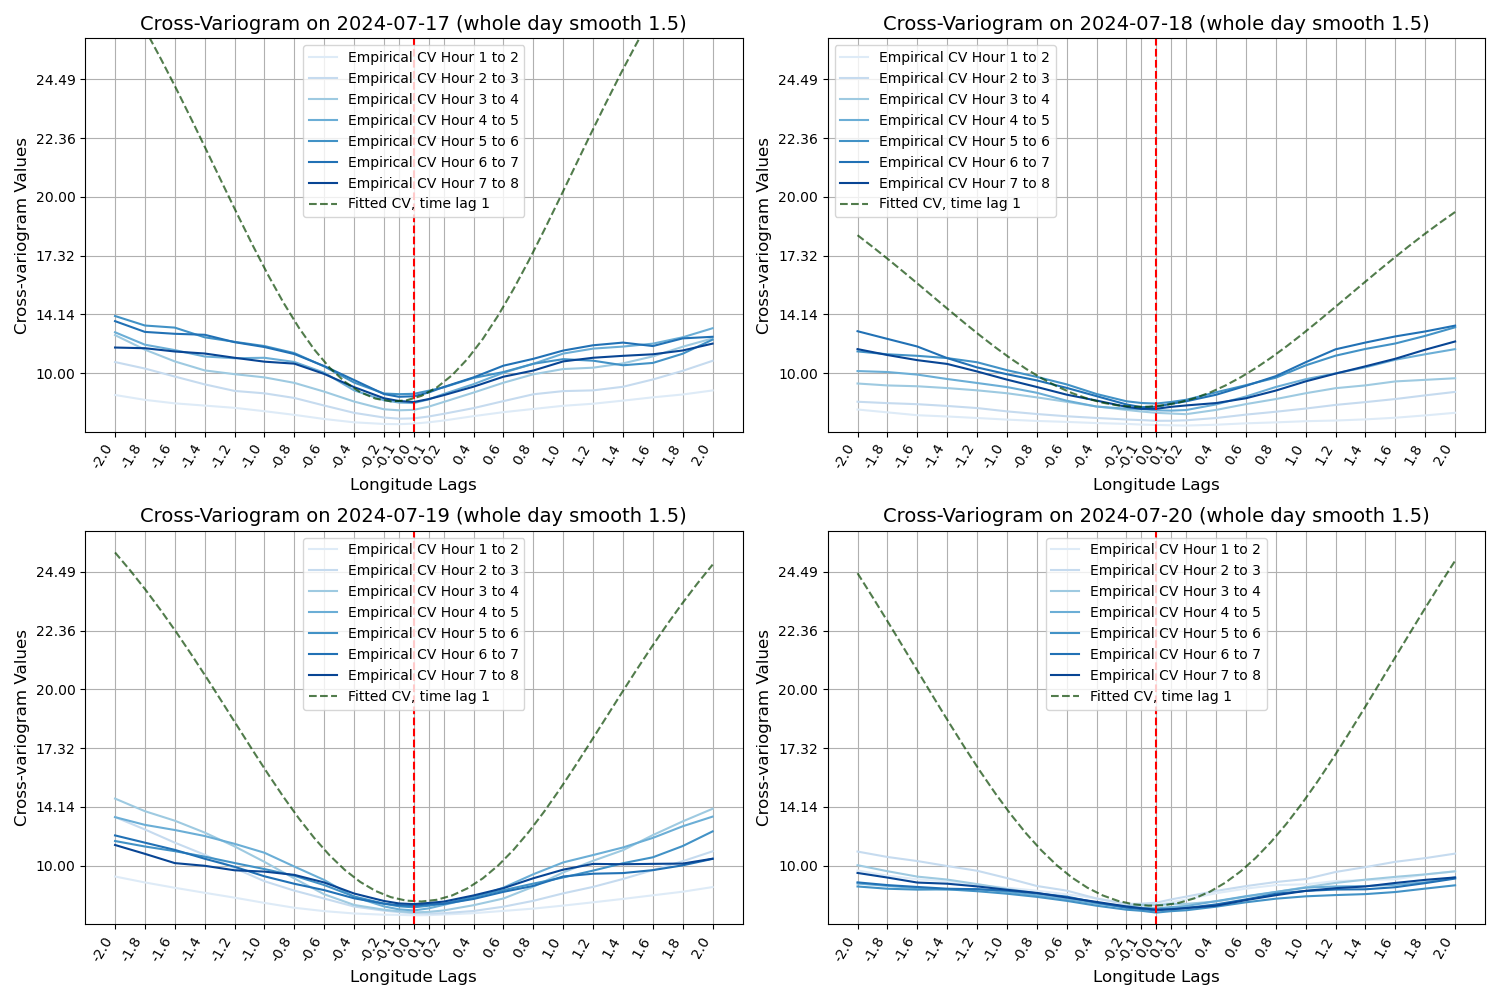 Cross-Variogram on 2024-07-17 (whole day smooth 1.5)
Cross-variogram Values
24.49
22.36
20.00
17.32
14.14
10.00
Empirical CV Hour 1 to 2
Empirical CV Hour 2 to 3
Empirical CV Hour 3 to 4
Empirical CV Hour 4 to 5
Empirical CV Hour 5 to 6
Empirical CV Hour 6 to 7
Empirical CV Hour 7 to 8
Fitted CV, time lag 1
-2.0 -1.8 -1.6 -1.4 -1.2 -1.0 -0.8 -0.6 -0.4 -0.2 -0.1 0.0 0.1 0.2 0.4 0.6 0.8 1.0 1.2 1.4 1.6 1.8 2.0
Longitude Lags
Cross-Variogram on 2024-07-18 (whole day smooth 1.5)
Cross-variogram Values
24.49
22.36
20.00
17.32
14.14
10.00
Empirical CV Hour 1 to 2
Empirical CV Hour 2 to 3
Empirical CV Hour 3 to 4
Empirical CV Hour 4 to 5
Empirical CV Hour 5 to 6
Empirical CV Hour 6 to 7
Empirical CV Hour 7 to 8
Fitted CV, time lag 1
-2.0 -1.8 -1.6 -1.4 -1.2 -1.0 -0.8 -0.6 -0.4 -0.2 -0.1 0.0 0.1 0.2 0.4 0.6 0.8 1.0 1.2 1.4 1.6 1.8 2.0
Longitude Lags
Cross-Variogram on 2024-07-19 (whole day smooth 1.5)
Cross-variogram Values
24.49
22.36
20.00
17.32
14.14
10.00
Empirical CV Hour 1 to 2
Empirical CV Hour 2 to 3
Empirical CV Hour 3 to 4
Empirical CV Hour 4 to 5
Empirical CV Hour 5 to 6
Empirical CV Hour 6 to 7
Empirical CV Hour 7 to 8
Fitted CV, time lag 1
-2.0 -1.8 -1.6 -1.4 -1.2 -1.0 -0.8 -0.6 -0.4 -0.2 -0.1 0.0 0.1 0.2 0.4 0.6 0.8 1.0 1.2 1.4 1.6 1.8 2.0
Longitude Lags
Cross-Variogram on 2024-07-20 (whole day smooth 1.5)
Cross-variogram Values
24.49
22.36
20.00
17.32
14.14
10.00
Empirical CV Hour 1 to 2
Empirical CV Hour 2 to 3
Empirical CV Hour 3 to 4
Empirical CV Hour 4 to 5
Empirical CV Hour 5 to 6
Empirical CV Hour 6 to 7
Empirical CV Hour 7 to 8
Fitted CV, time lag 1
-2.0 -1.8 -1.6 -1.4 -1.2 -1.0 -0.8 -0.6 -0.4 -0.2 -0.1 0.0 0.1 0.2 0.4 0.6 0.8 1.0 1.2 1.4 1.6 1.8 2.0
Longitude Lags